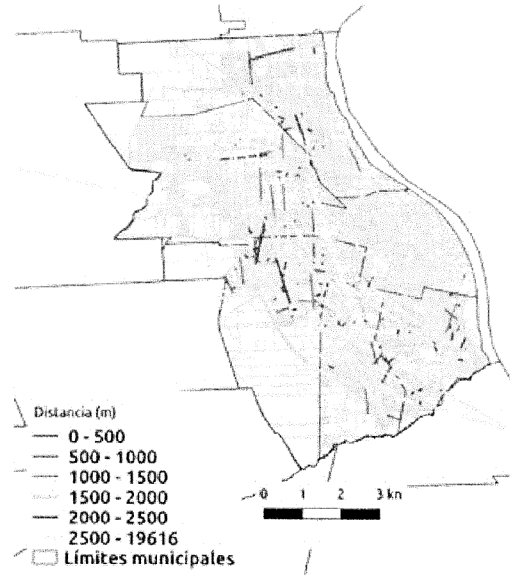 Distancia (m)
0 - 500
500 - 1000
1000 - 1500
1500 - 2000
2000 - 2500
2500 - 19616
Límites municipales
0 1 2 3 kn